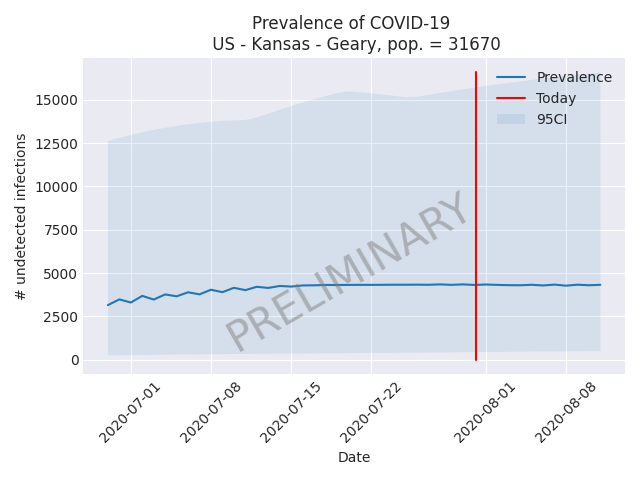 Prevalence of COVID-19
US - Kansas - Geary, pop. = 31670
Prevalence
Today
95CI
15000
12500
10000
7500
5000
2500
0
# undetected infections
PRELIMINARY
2020-07-01
2020-07-08
2020-07-15
2020-07-22
2020-08-01
2020-08-08
Date